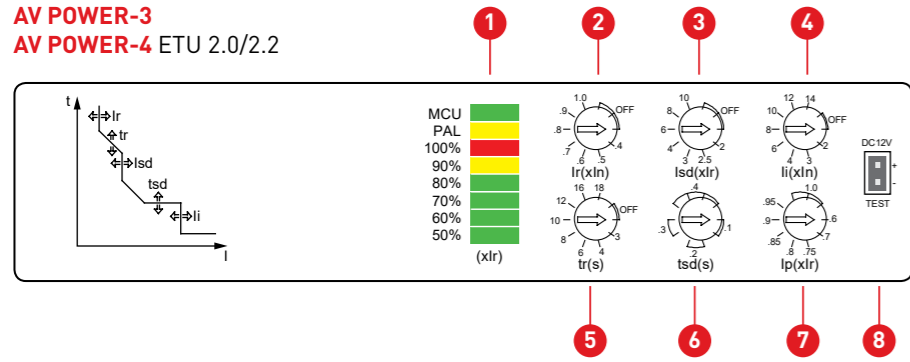 AV POWER-3
AV POWER-4 ETU 2.0/2.2
1 2 3 4
t
Ir
tr
Isd
tsd
Ii
I
MCU
PAL
100%
90%
80%
70%
60%
50%
(xIr)
1.0 .9 .8 .7 .6 .5 .4 OFF
Ir(xIn)
10 8 6 4 3 2.5 2 OFF
Isd(xIr)
14 12 10 8 6 4 3 2 OFF
Ii(xIn)
DC12V
+
-
TEST
18 16 12 10 8 6 4 3 OFF
tr(s)
.4 .3 .2 .1
tsd(s)
1.0 .95 .9 .85 .8 .75 .7 .6
Ip(xIr)
5 6 7 8